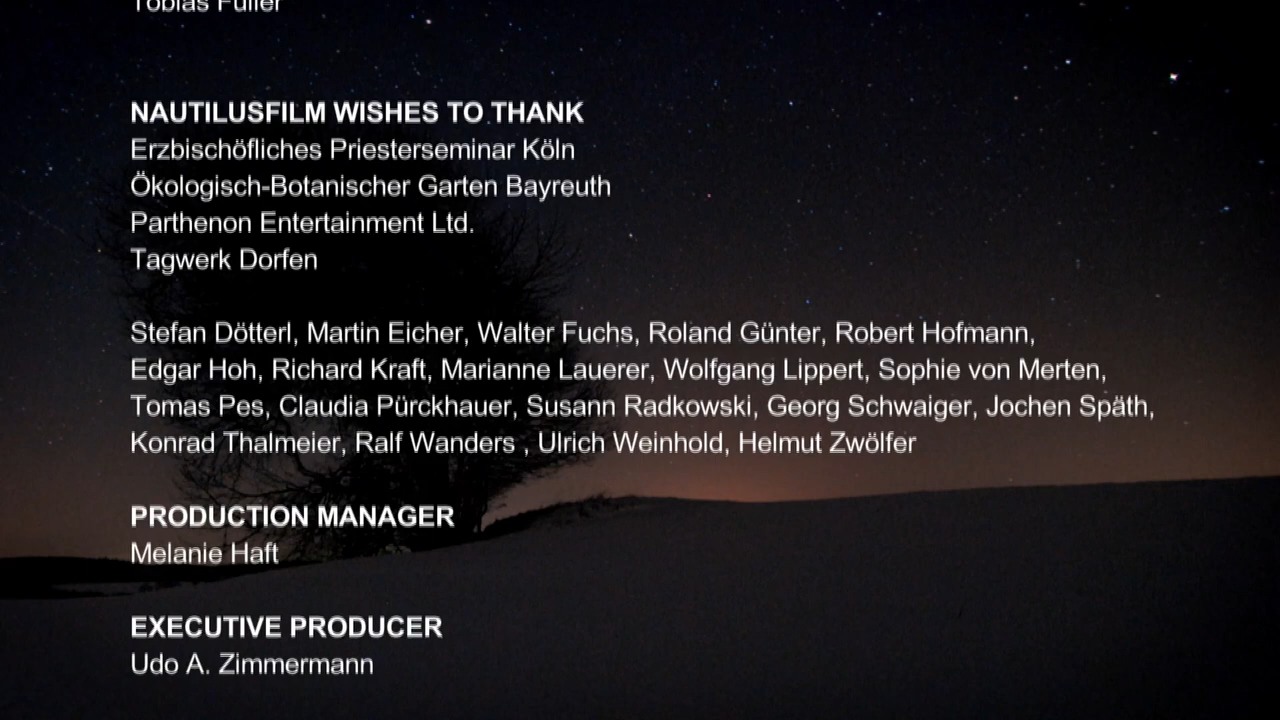 Tobias Fuller
NAUTILUSFILM WISHES TO THANK
Erzbischöfliches Priesterseminar Köln
Ökologisch-Botanischer Garten Bayreuth
Parthenon Entertainment Ltd.
Tagwerk Dorfen
Stefan Dötterl, Martin Eicher, Walter Fuchs, Roland Günter, Robert Hofmann,
Edgar Hoh, Richard Kraft, Marianne Lauerer, Wolfgang Lippert, Sophie von Merten,
Tomas Pes, Claudia Pürckhauer, Susann Radkowski, Georg Schwaiger, Jochen Späth,
Konrad Thalmeier, Ralf Wanders , Ulrich Weinhold, Helmut Zwölfer
PRODUCTION MANAGER
Melanie Haft
EXECUTIVE PRODUCER
Udo A. Zimmermann